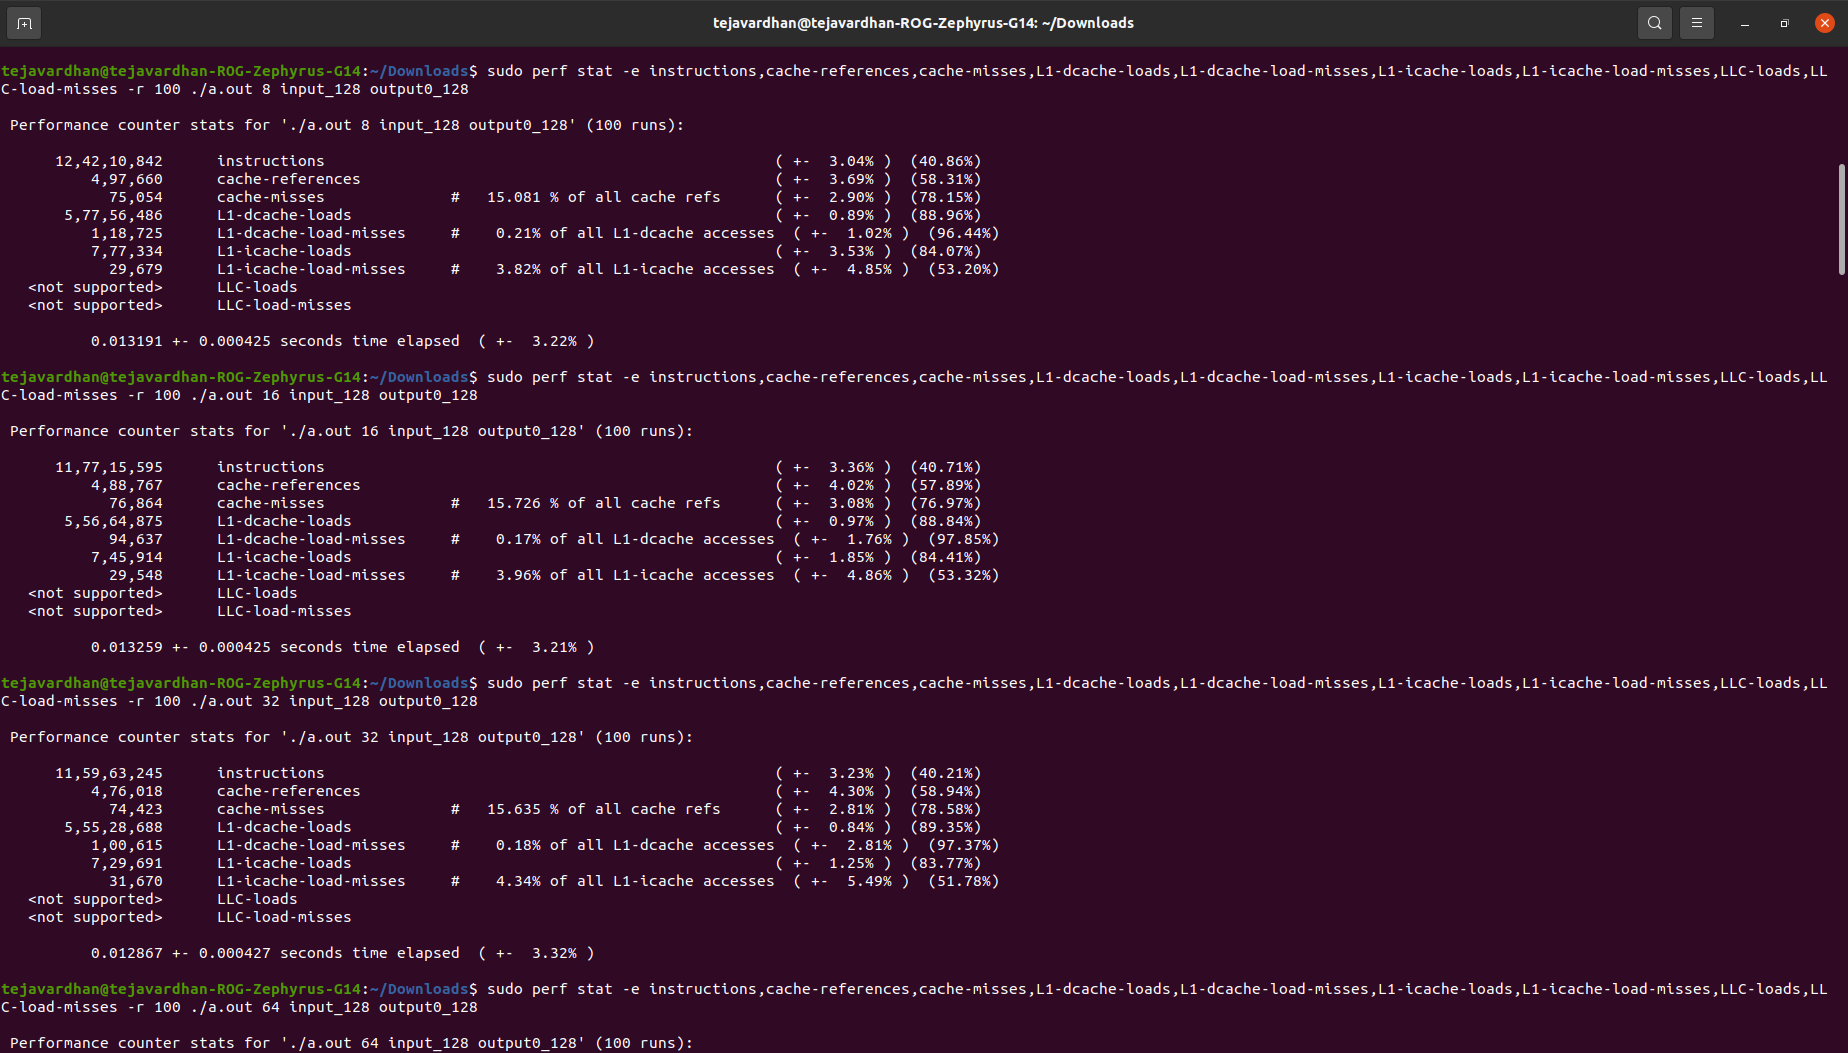 tejavardhan@tejavardhan-ROG-Zephyrus-G14: ~/Downloads
tejavardhan@tejavardhan-ROG-Zephyrus-G14:~/Downloads$ sudo perf stat -e instructions,cache-references,cache-misses,L1-dcache-loads,L1-dcache-load-misses,L1-icache-loads,L1-icache-load-misses,LLC-loads,LL
C-load-misses -r 100 ./a.out 8 input_128 output0_128
Performance counter stats for './a.out 8 input_128 output0_128' (100 runs):
12,42,10,842 instructions ( +- 3.04% ) (40.86%)
4,97,660 cache-references ( +- 3.69% ) (58.31%)
75,054 cache-misses # 15.081 % of all cache refs ( +- 2.90% ) (78.15%)
5,77,56,486 L1-dcache-loads ( +- 0.89% ) (88.96%)
1,18,725 L1-dcache-load-misses # 0.21% of all L1-dcache accesses ( +- 1.02% ) (96.44%)
7,77,334 L1-icache-loads ( +- 3.53% ) (84.07%)
29,679 L1-icache-load-misses # 3.82% of all L1-icache accesses ( +- 4.85% ) (53.20%)
<not supported> LLC-loads
<not supported> LLC-load-misses
0.013191 +- 0.000425 seconds time elapsed ( +- 3.22% )
tejavardhan@tejavardhan-ROG-Zephyrus-G14:~/Downloads$ sudo perf stat -e instructions,cache-references,cache-misses,L1-dcache-loads,L1-dcache-load-misses,L1-icache-loads,L1-icache-load-misses,LLC-loads,LL
C-load-misses -r 100 ./a.out 16 input_128 output0_128
Performance counter stats for './a.out 16 input_128 output0_128' (100 runs):
11,77,15,595 instructions ( +- 3.36% ) (40.71%)
4,88,767 cache-references ( +- 4.02% ) (57.89%)
76,864 cache-misses # 15.726 % of all cache refs ( +- 3.08% ) (76.97%)
5,56,64,875 L1-dcache-loads ( +- 0.97% ) (88.84%)
94,637 L1-dcache-load-misses # 0.17% of all L1-dcache accesses ( +- 1.76% ) (97.85%)
7,45,914 L1-icache-loads ( +- 1.85% ) (84.41%)
29,548 L1-icache-load-misses # 3.96% of all L1-icache accesses ( +- 4.86% ) (53.32%)
<not supported> LLC-loads
<not supported> LLC-load-misses
0.013259 +- 0.000425 seconds time elapsed ( +- 3.21% )
tejavardhan@tejavardhan-ROG-Zephyrus-G14:~/Downloads$ sudo perf stat -e instructions,cache-references,cache-misses,L1-dcache-loads,L1-dcache-load-misses,L1-icache-loads,L1-icache-load-misses,LLC-loads,LL
C-load-misses -r 100 ./a.out 32 input_128 output0_128
Performance counter stats for './a.out 32 input_128 output0_128' (100 runs):
11,59,63,245 instructions ( +- 3.23% ) (40.21%)
4,76,018 cache-references ( +- 4.30% ) (58.94%)
74,423 cache-misses # 15.635 % of all cache refs ( +- 2.81% ) (78.58%)
5,55,28,688 L1-dcache-loads ( +- 0.84% ) (89.35%)
1,00,615 L1-dcache-load-misses # 0.18% of all L1-dcache accesses ( +- 2.81% ) (97.37%)
7,29,691 L1-icache-loads ( +- 1.25% ) (83.77%)
31,670 L1-icache-load-misses # 4.34% of all L1-icache accesses ( +- 5.49% ) (51.78%)
<not supported> LLC-loads
<not supported> LLC-load-misses
0.012867 +- 0.000427 seconds time elapsed ( +- 3.32% )
tejavardhan@tejavardhan-ROG-Zephyrus-G14:~/Downloads$ sudo perf stat -e instructions,cache-references,cache-misses,L1-dcache-loads,L1-dcache-load-misses,L1-icache-loads,L1-icache-load-misses,LLC-loads,LL
C-load-misses -r 100 ./a.out 64 input_128 output0_128
Performance counter stats for './a.out 64 input_128 output0_128' (100 runs):